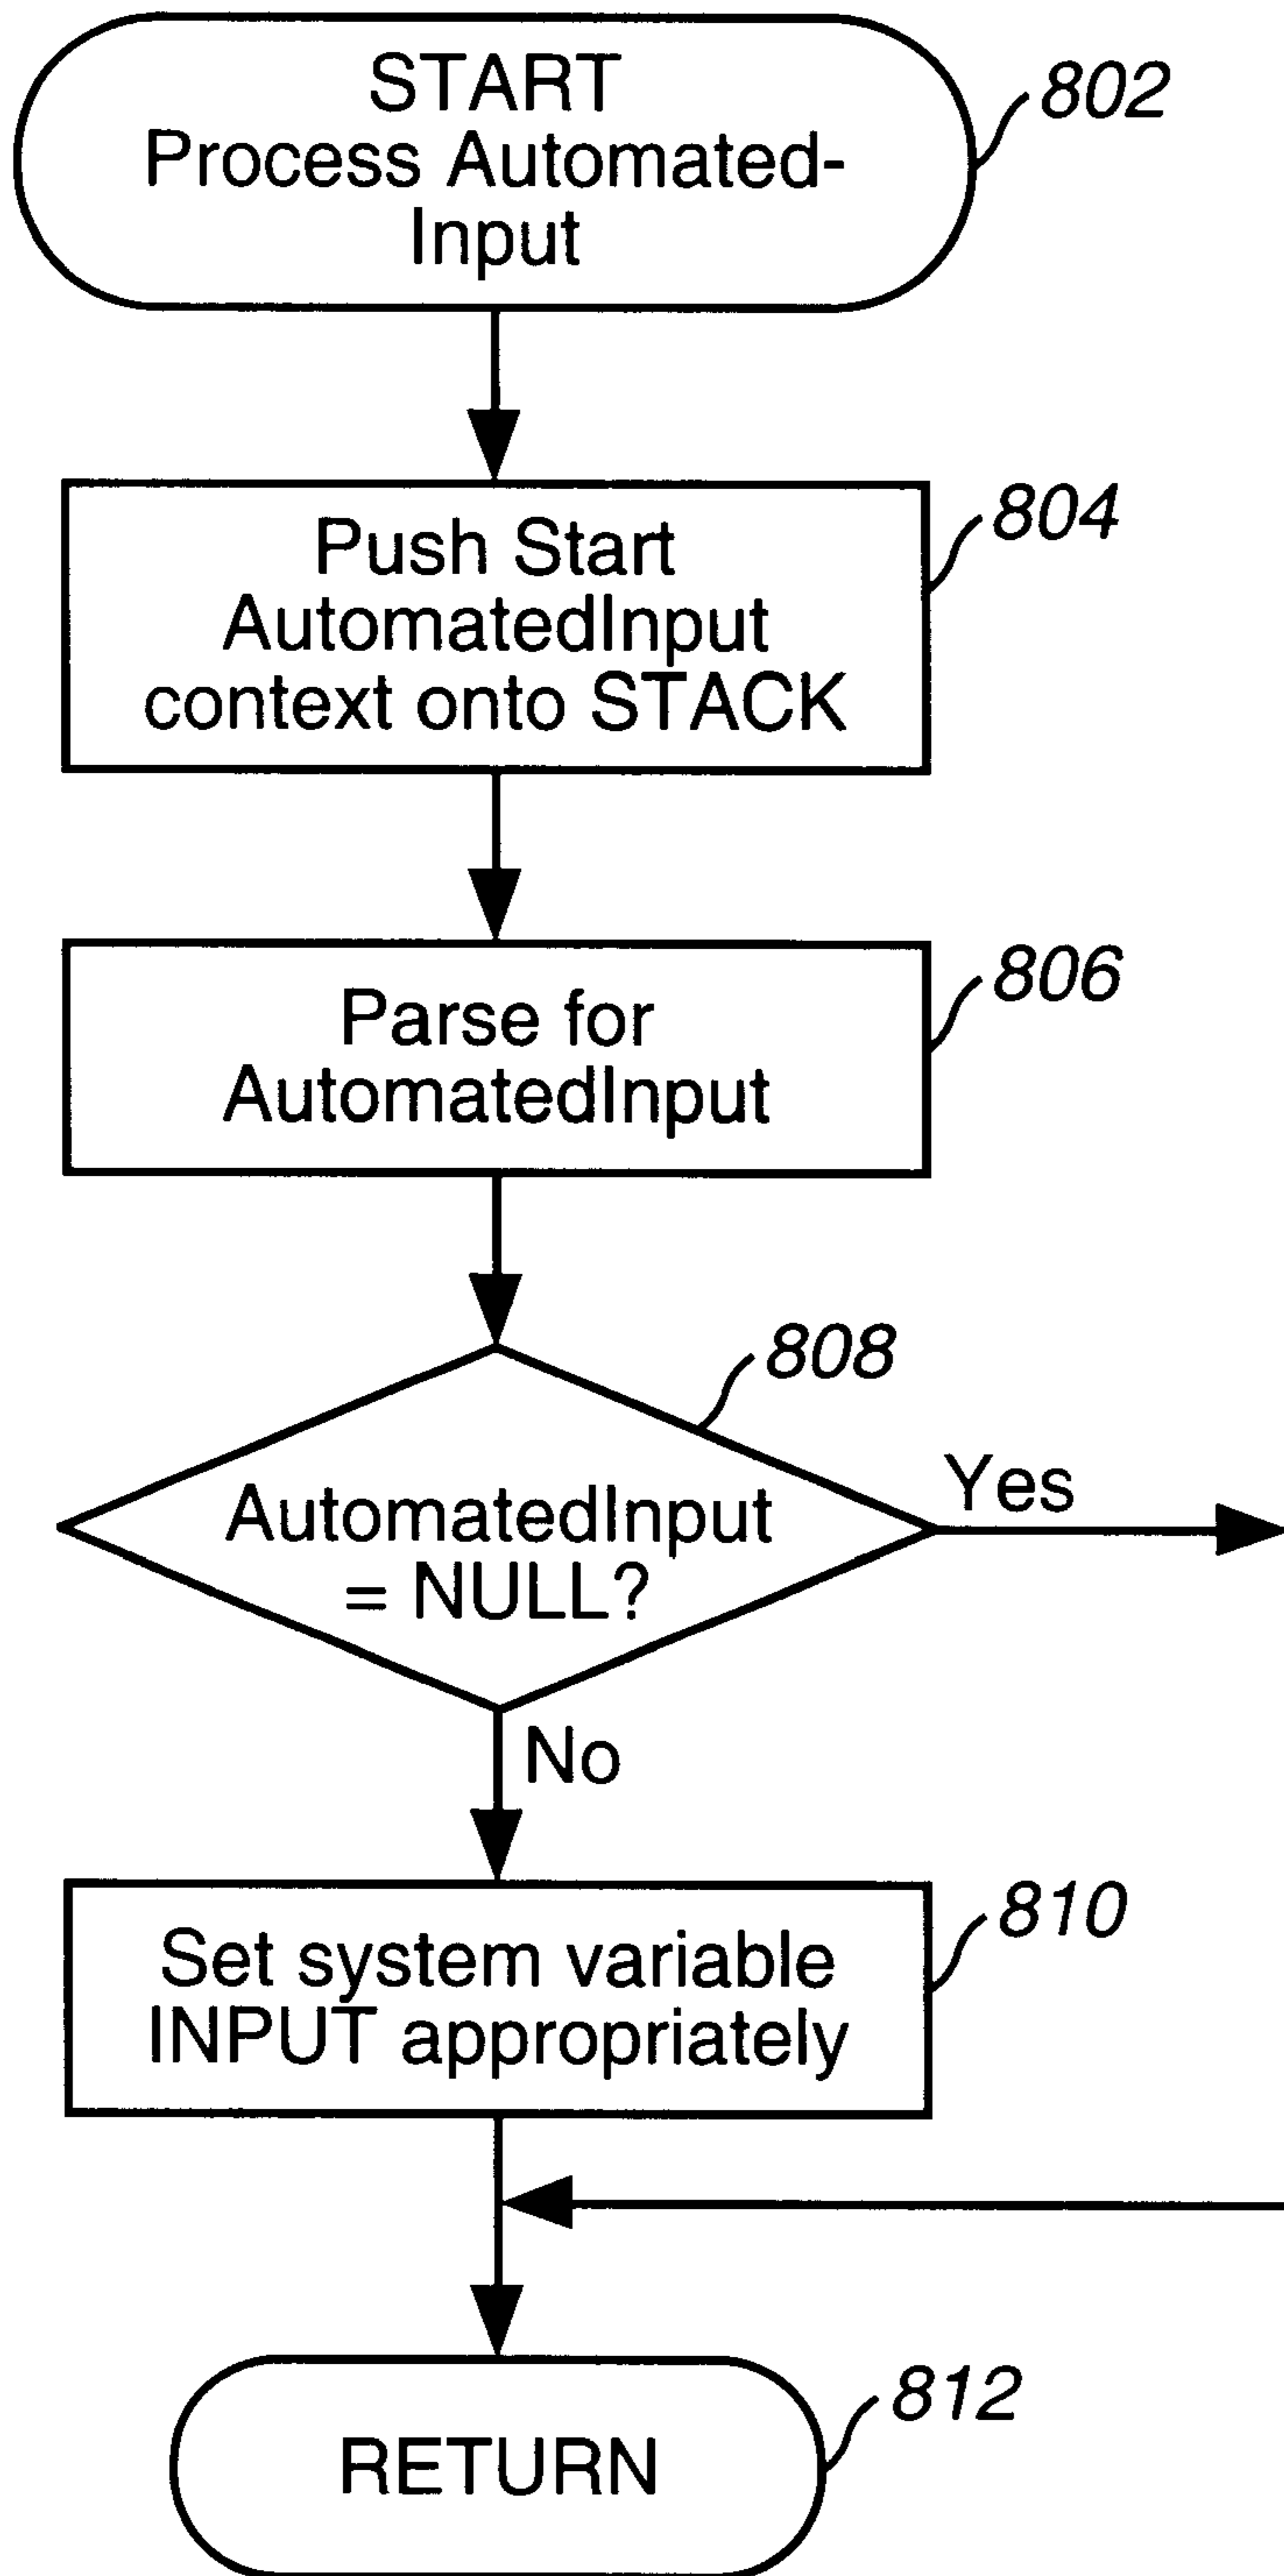 START
Process Automated-
Input
802
Push Start
AutomatedInput
context onto STACK
804
Parse for
AutomatedInput
806
808
AutomatedInput
= NULL?
Yes
No
Set system variable
INPUT appropriately
810
RETURN
812